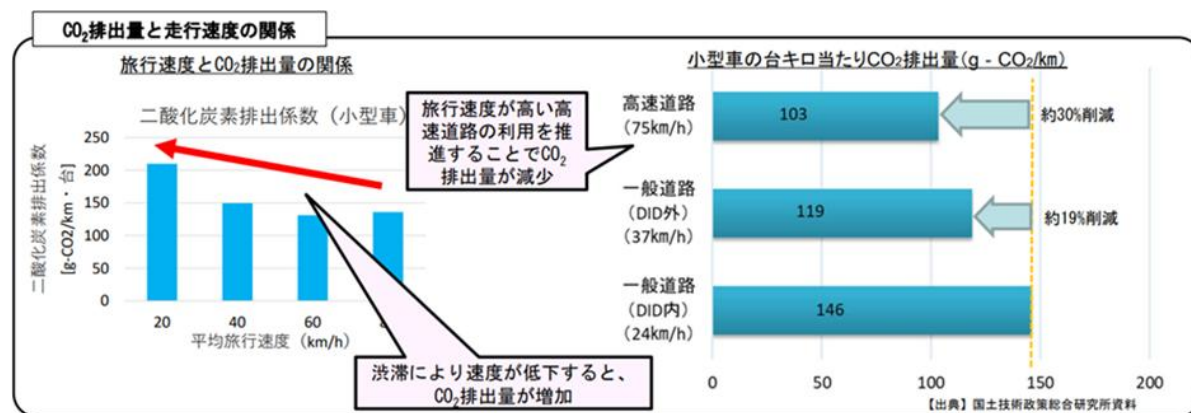 CO₂排出量と走行速度の関係
旅行速度とCO₂排出量の関係
二酸化炭素排出係数（小型車）
二酸化炭素排出係数
[g-CO2/km・台]
250
200
150
100
50
0
20
40
60
平均旅行速度（km/h）
渋滞により速度が低下すると、
CO₂排出量が増加
旅行速度が高い高
速道路の利用を推
進することでCO₂
排出量が減少
小型車の台キロ当たりCO₂排出量(g - CO₂/km)
高速道路
(75km/h)
103
約30%削減
一般道路
(DID外)
(37km/h)
119
約19%削減
一般道路
(DID内)
(24km/h)
146
0
50
100
150
200
【出典】国土技術政策総合研究所資料